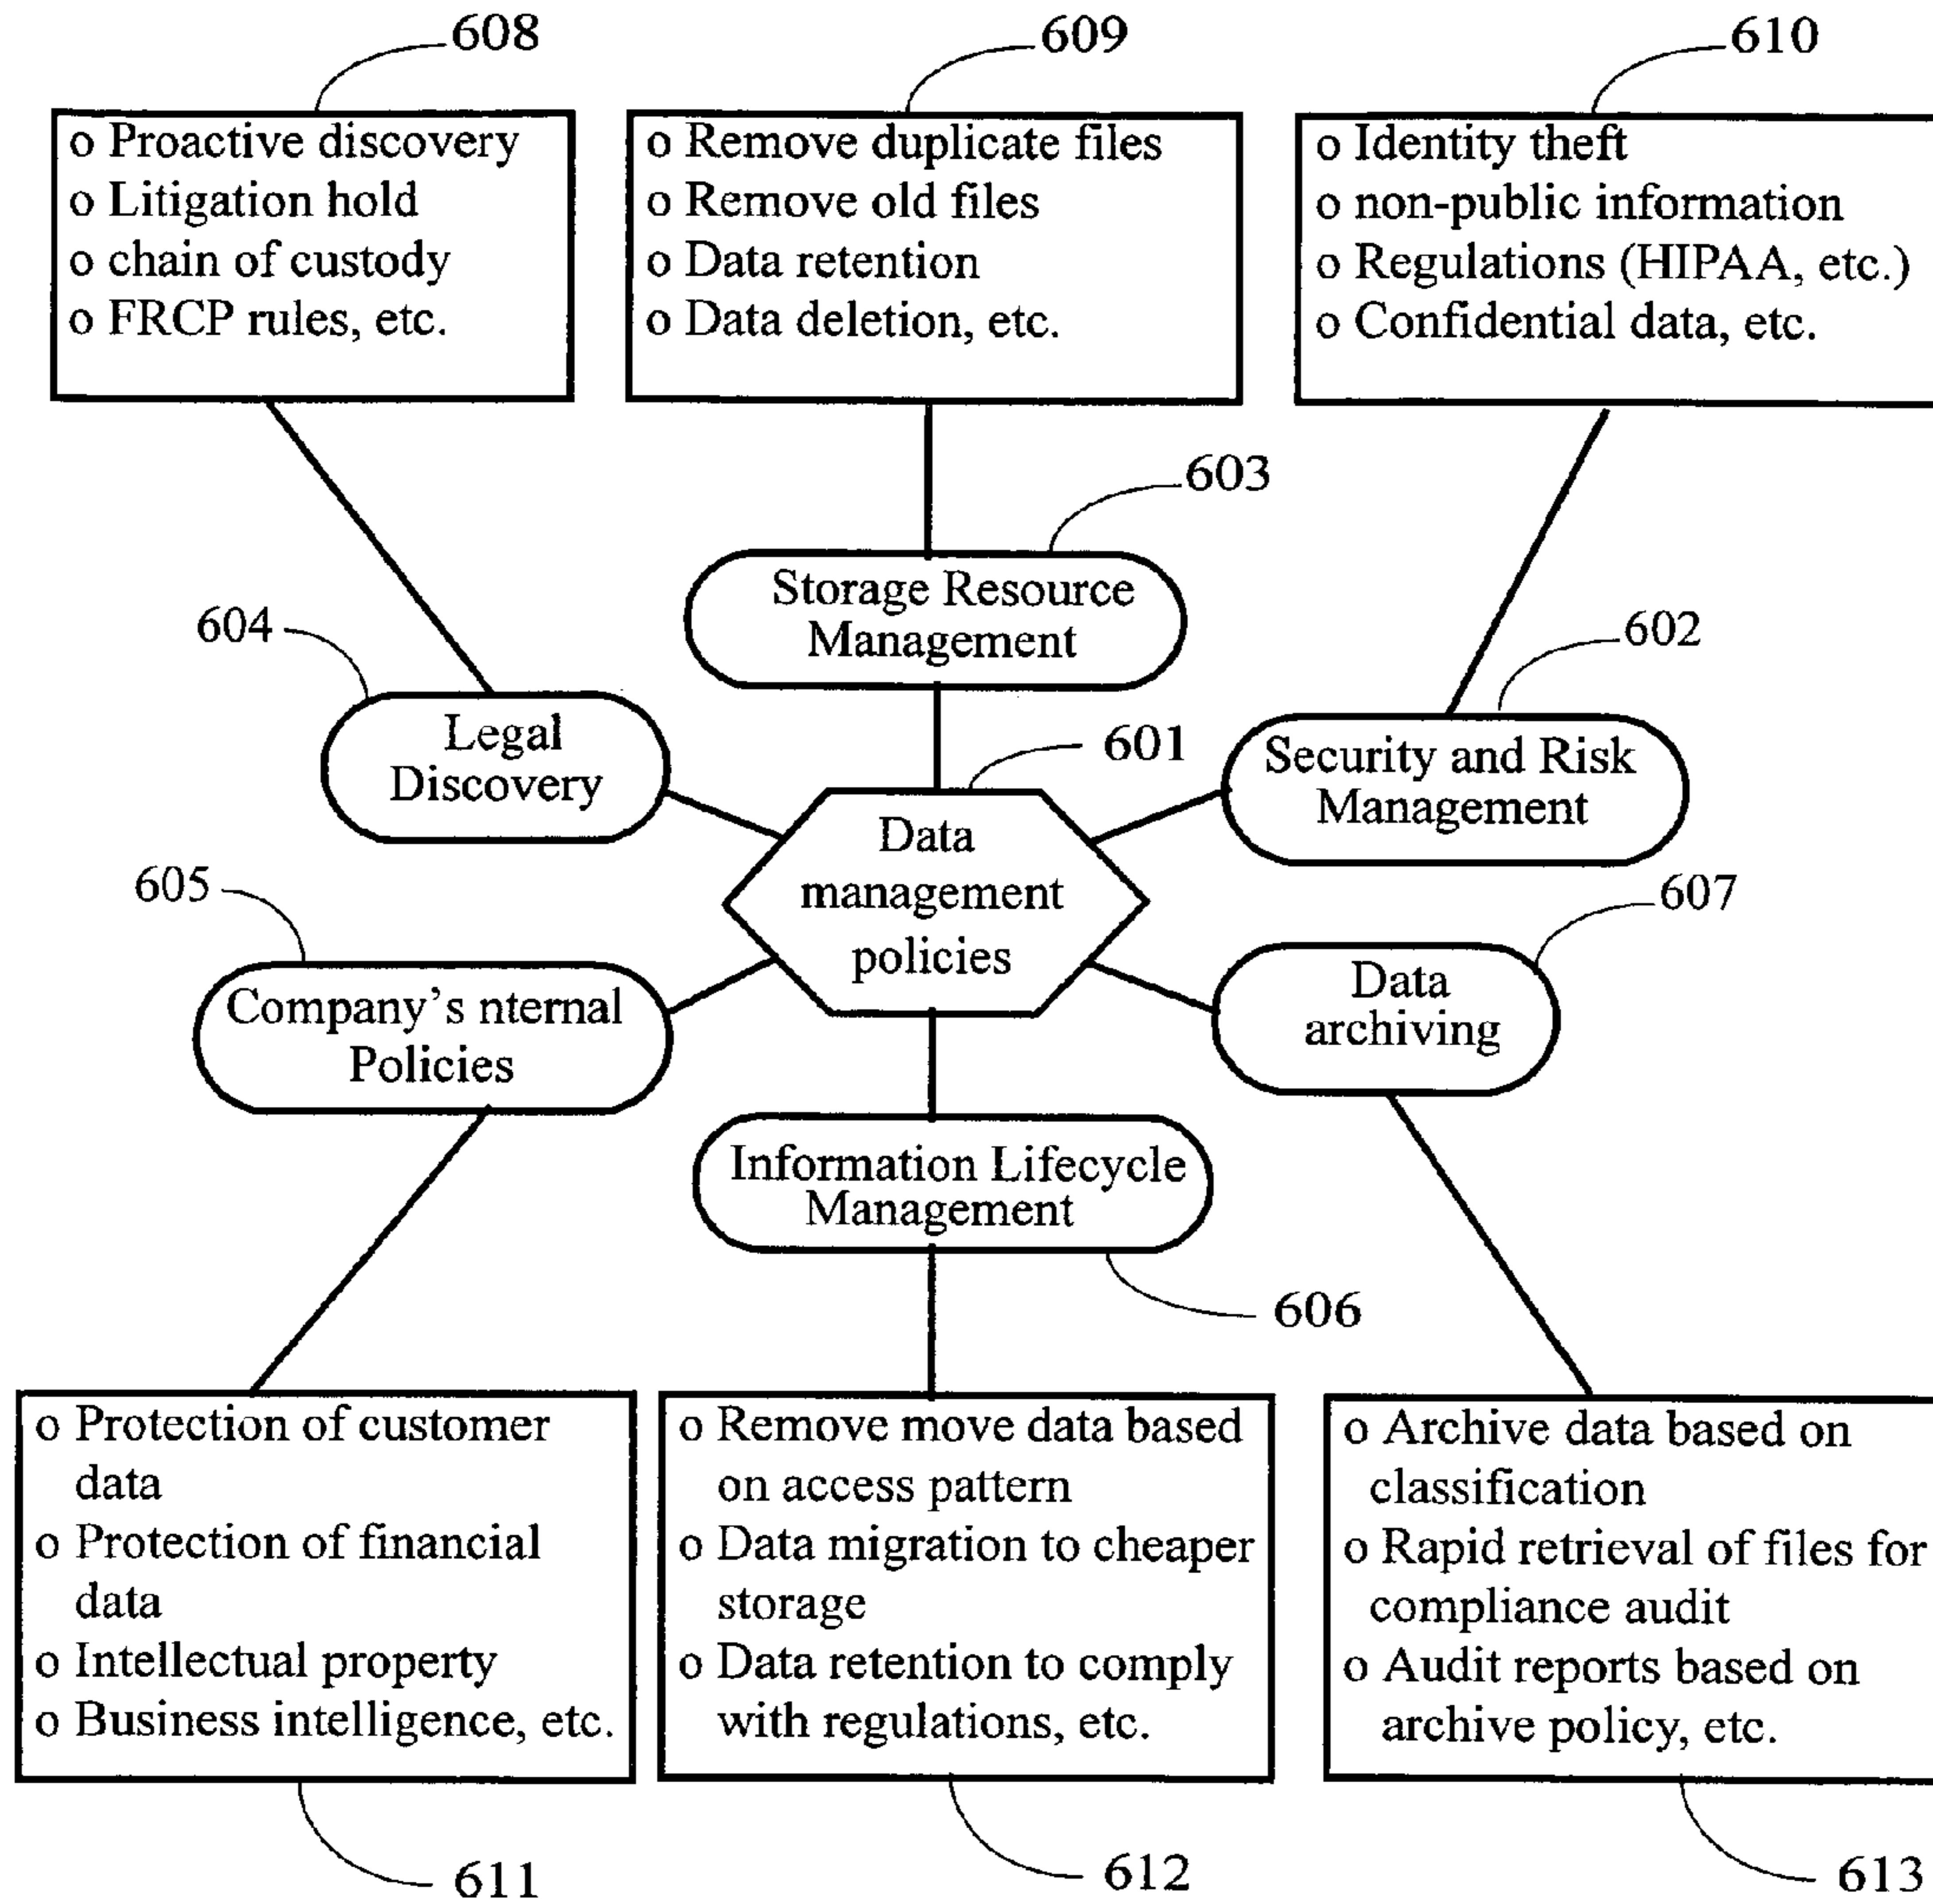 608
609
610
o Proactive discovery
o Litigation hold
o chain of custody
o FRCP rules, etc.
o Remove duplicate files
o Remove old files
o Data retention
o Data deletion, etc.
o Identity theft
o non-public information
o Regulations (HIPAA, etc.)
o Confidential data, etc.
603
Storage Resource
Management
604
Legal
Discovery
602
Security and Risk
Management
601
Data
management
policies
605
Company's nternal
Policies
607
Data
archiving
Information Lifecycle
Management
606
o Protection of customer
data
o Protection of financial
data
o Intellectual property
o Business intelligence, etc.
o Remove move data based
on access pattern
o Data migration to cheaper
storage
o Data retention to comply
with regulations, etc.
o Archive data based on
classification
o Rapid retrieval of files for
compliance audit
o Audit reports based on
archive policy, etc.
611
612
613